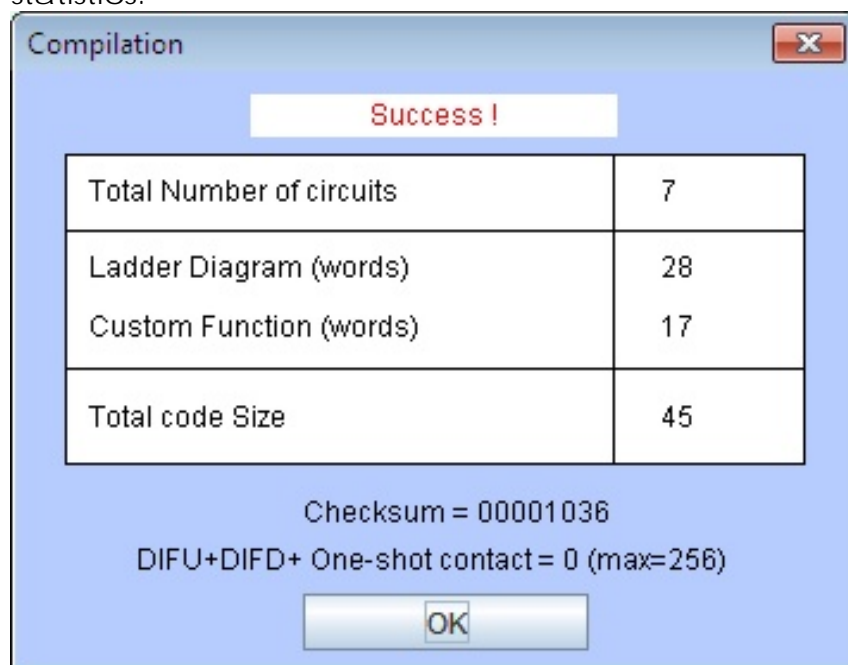 statistics.
Compilation
Success !
Total Number of circuits 7
Ladder Diagram (words) 28
Custom Function (words) 17
Total code Size 45
Checksum = 00001036
DIFU+DIFD+ One-shot contact = 0 (max=256)
OK